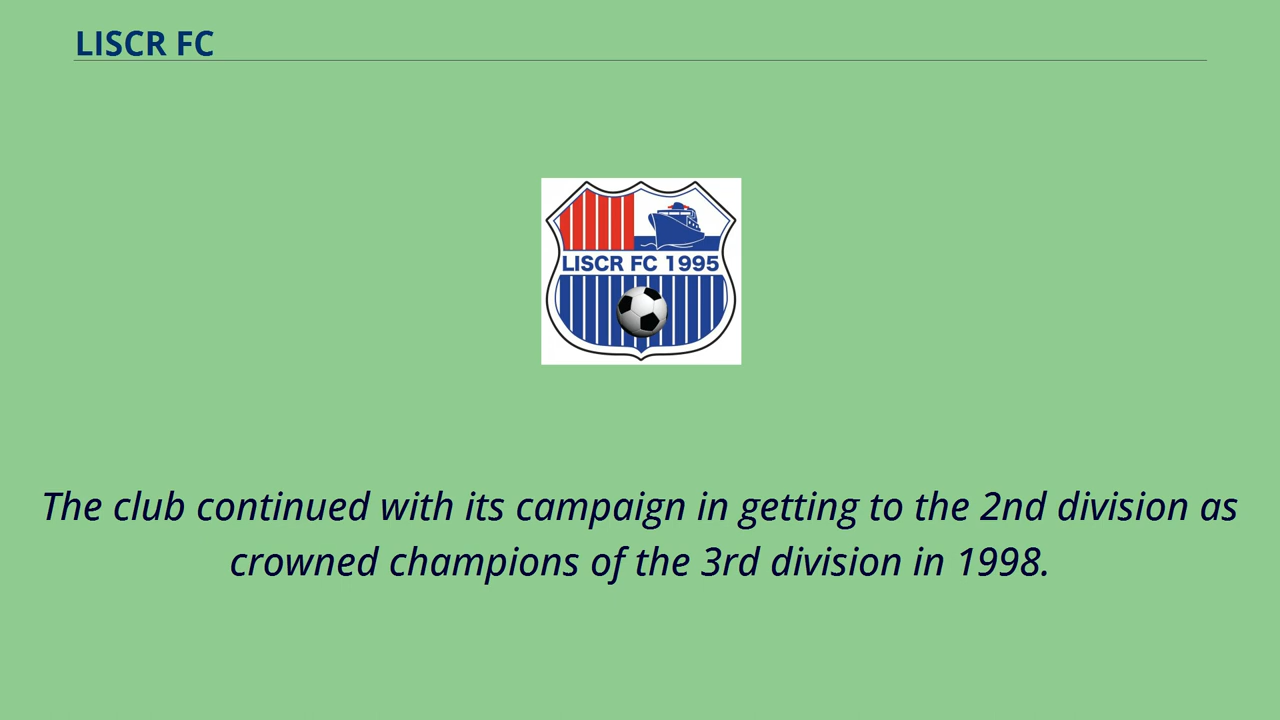 LISCR FC
LISCR FC 1995
The club continued with its campaign in getting to the 2nd division as
crowned champions of the 3rd division in 1998.